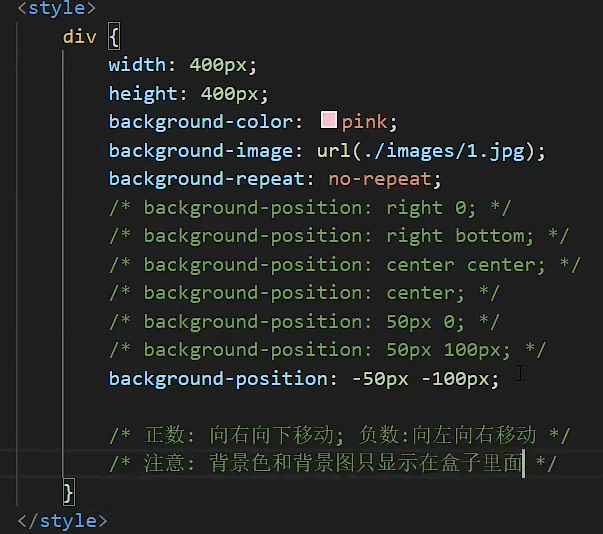 <style>
div {
width: 400px;
height: 400px;
background-color: pink;
background-image: url(./images/1.jpg);
background-repeat: no-repeat;
/* background-position: right 0; */
/* background-position: right bottom; */
/* background-position: center center; */
/* background-position: center; */
/* background-position: 50px 0; */
/* background-position: 50px 100px; */
background-position: -50px -100px;
/* 正数: 向右向下移动; 负数:向左向右移动 */
/* 注意: 背景色和背景图只显示在盒子里面 */
}
</style>